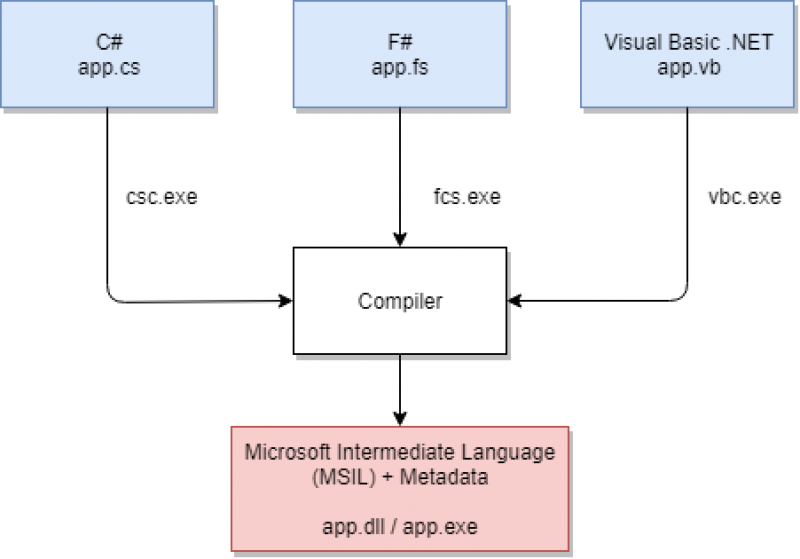 C#
app.cs
F#
app.fs
Visual Basic .NET
app.vb
csc.exe
fcs.exe
vbc.exe
Compiler
Microsoft Intermediate Language
(MSIL) + Metadata
app.dll / app.exe